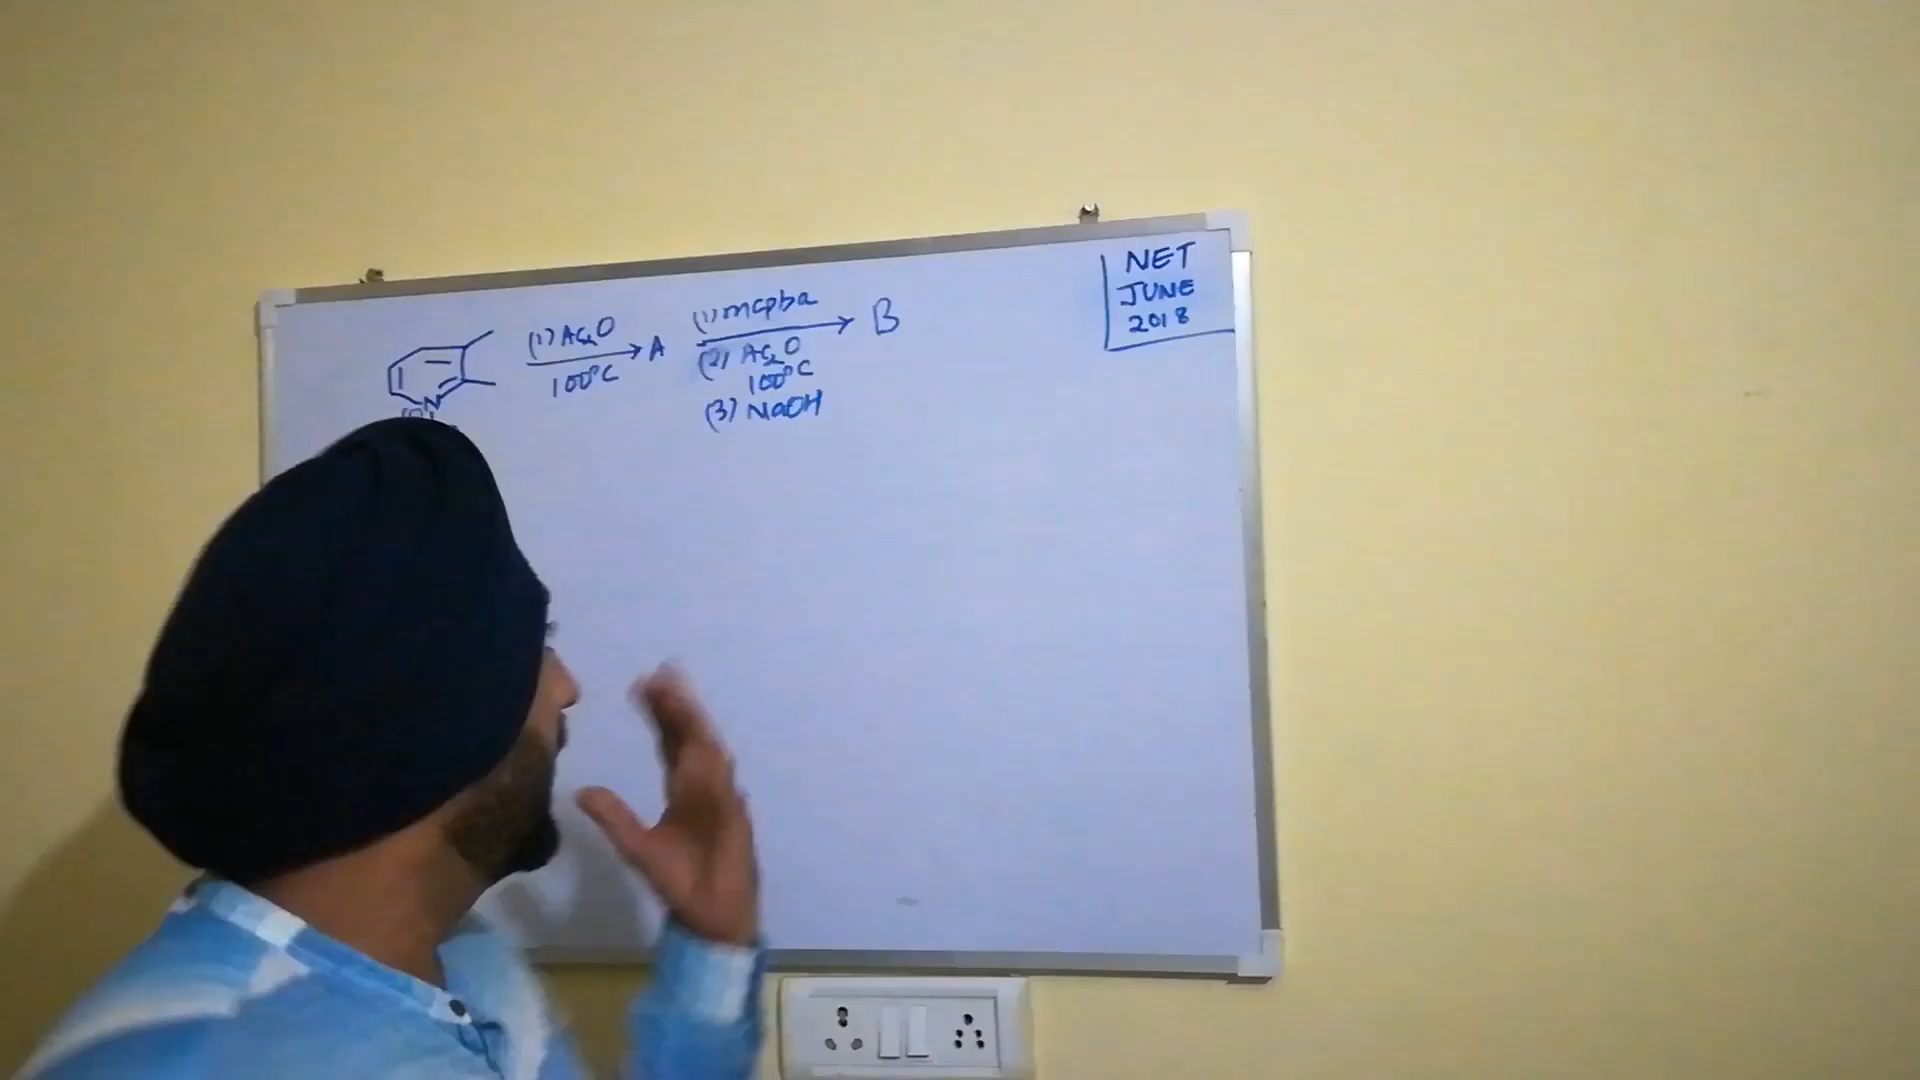 (1) Ac2O
100°C
A
(1) mcpba
(2) Ac2O
100°C
(3) NaOH
B
N
NET
JUNE
2018